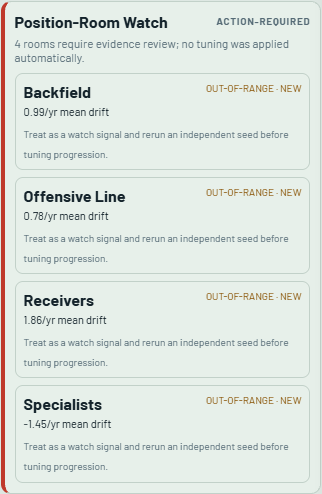 Position-Room Watch
ACTION-REQUIRED
4 rooms require evidence review; no tuning was applied
automatically.
Backfield
OUT-OF-RANGE · NEW
0.99/yr mean drift
Treat as a watch signal and rerun an independent seed before
tuning progression.
Offensive Line
OUT-OF-RANGE · NEW
0.78/yr mean drift
Treat as a watch signal and rerun an independent seed before
tuning progression.
Receivers
OUT-OF-RANGE · NEW
1.86/yr mean drift
Treat as a watch signal and rerun an independent seed before
tuning progression.
Specialists
OUT-OF-RANGE · NEW
-1.45/yr mean drift
Treat as a watch signal and rerun an independent seed before
tuning progression.